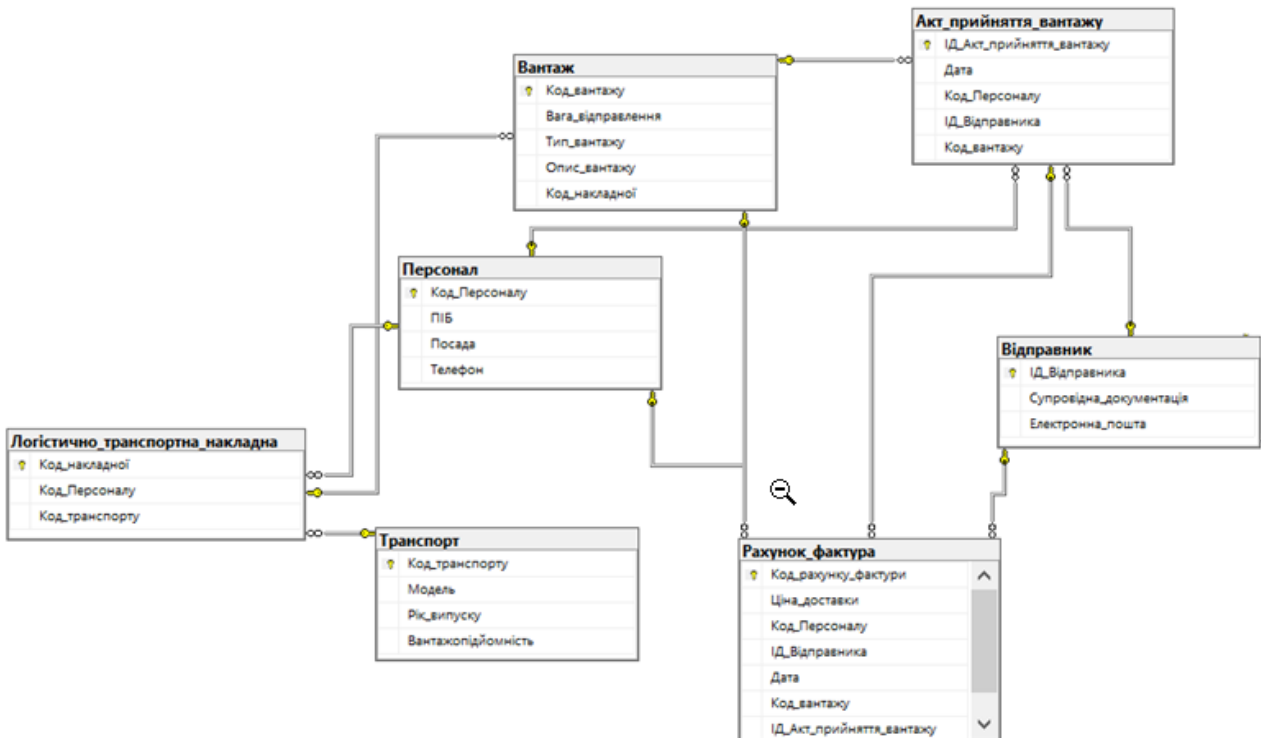 Акт_прийняття_вантажу
ІД_Акт_прийняття_вантажу
Дата
Код_Персоналу
ІД_Відправника
Код_вантажу
Вантаж
Код_вантажу
Вага_відправлення
Тип_вантажу
Опис_вантажу
Код_накладної
Персонал
Код_Персоналу
ПІБ
Посада
Телефон
Відправник
ІД_Відправника
Супровідна_документація
Електронна_пошта
Логістично_транспортна_накладна
Код_накладної
Код_Персоналу
Код_транспорту
Транспорт
Код_транспорту
Модель
Рік_випуску
Вантажопідйомність
Рахунок_фактура
Код_рахунку_фактури
Ціна_доставки
Код_Персоналу
ІД_Відправника
Дата
Код_вантажу
ІД_Акт_прийняття_вантажу